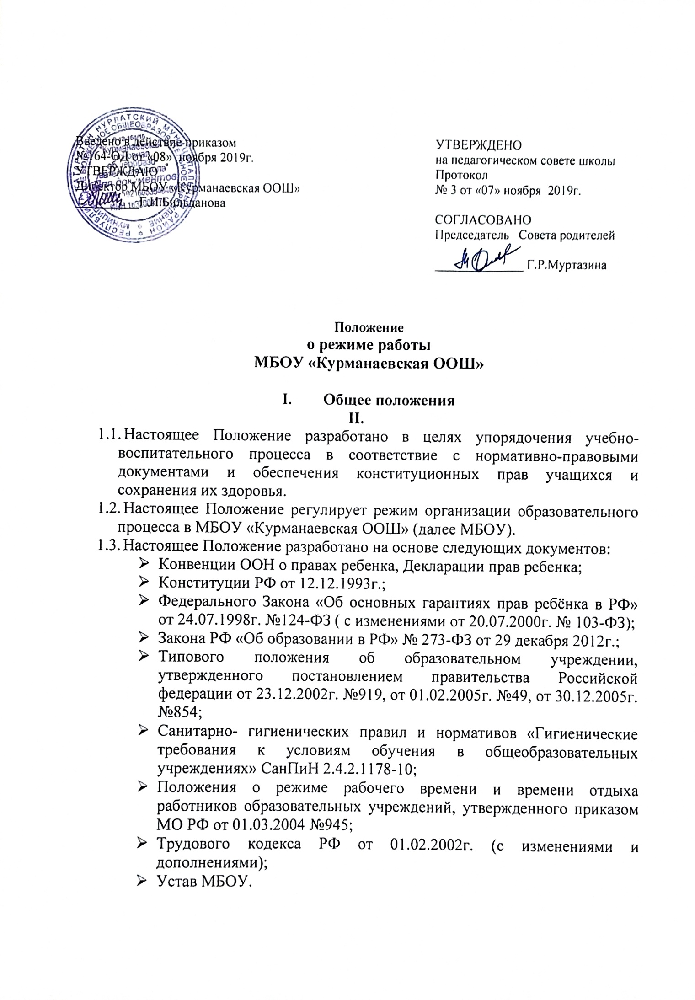 Введено в действие приказом
№164-ОД от «08» ноября 2019г.
УТВЕРЖДАЮ
Директор МБОУ «Курманаевская ООШ»
Г.И.Бильданова
УТВЕРЖДЕНО
на педагогическом совете школы
Протокол
№ 3 от «07» ноября 2019г.
СОГЛАСОВАНО
Председатель Совета родителей
Г.Р.Муртазина
Положение
о режиме работы
МБОУ «Курманаевская ООШ»
I. Общее положения
II.
1.1. Настоящее Положение разработано в целях упорядочения учебно-
воспитательного процесса в соответствие с нормативно-правовыми
документами и обеспечения конституционных прав учащихся и
сохранения их здоровья.
1.2. Настоящее Положение регулирует режим организации образовательного
процесса в МБОУ «Курманаевская ООШ» (далее МБОУ).
1.3. Настоящее Положение разработано на основе следующих документов:
➢ Конвенции ООН о правах ребенка, Декларации прав ребенка;
➢ Конституции РФ от 12.12.1993г.;
➢ Федерального Закона «Об основных гарантиях прав ребёнка в РФ»
от 24.07.1998г. №124-ФЗ ( с изменениями от 20.07.2000г. № 103-ФЗ);
➢ Закона РФ «Об образовании в РФ» № 273-ФЗ от 29 декабря 2012г.;
➢ Типового положения об образовательном учреждении,
утвержденного постановлением правительства Российской
федерации от 23.12.2002г. №919, от 01.02.2005г. №49, от 30.12.2005г.
№854;
➢ Санитарно- гигиенических правил и нормативов «Гигиенические
требования к условиям обучения в общеобразовательных
учреждениях» СанПиН 2.4.2.1178-10;
➢ Положения о режиме рабочего времени и времени отдыха
работников образовательных учреждений, утвержденного приказом
МО РФ от 01.03.2004 №945;
➢ Трудового кодекса РФ от 01.02.2002г. (с изменениями и
дополнениями);
➢ Устав МБОУ.